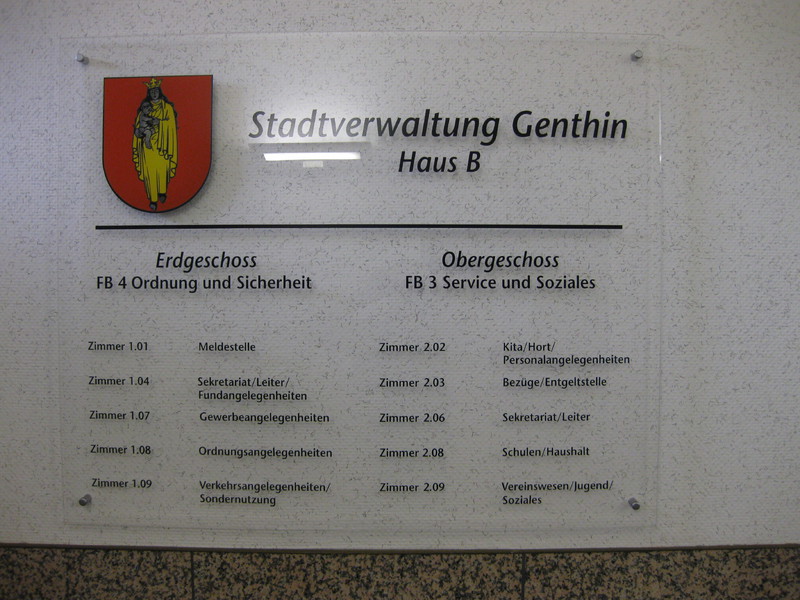 Stadtverwaltung Genthin
Haus B
Erdgeschoss
FB 4 Ordnung und Sicherheit
Zimmer 1.01 Meldestelle
Zimmer 1.04 Sekretariat/Leiter/
Fundangelegenheiten
Zimmer 1.07 Gewerbeangelegenheiten
Zimmer 1.08 Ordnungsangelegenheiten
Zimmer 1.09 Verkehrsangelegenheiten/
Sondernutzung
Obergeschoss
FB 3 Service und Soziales
Zimmer 2.02 Kita/Hort/
Personalangelegenheiten
Zimmer 2.03 Bezüge/Entgeltstelle
Zimmer 2.06 Sekretariat/Leiter
Zimmer 2.08 Schulen/Haushalt
Zimmer 2.09 Vereinswesen/Jugend/
Soziales